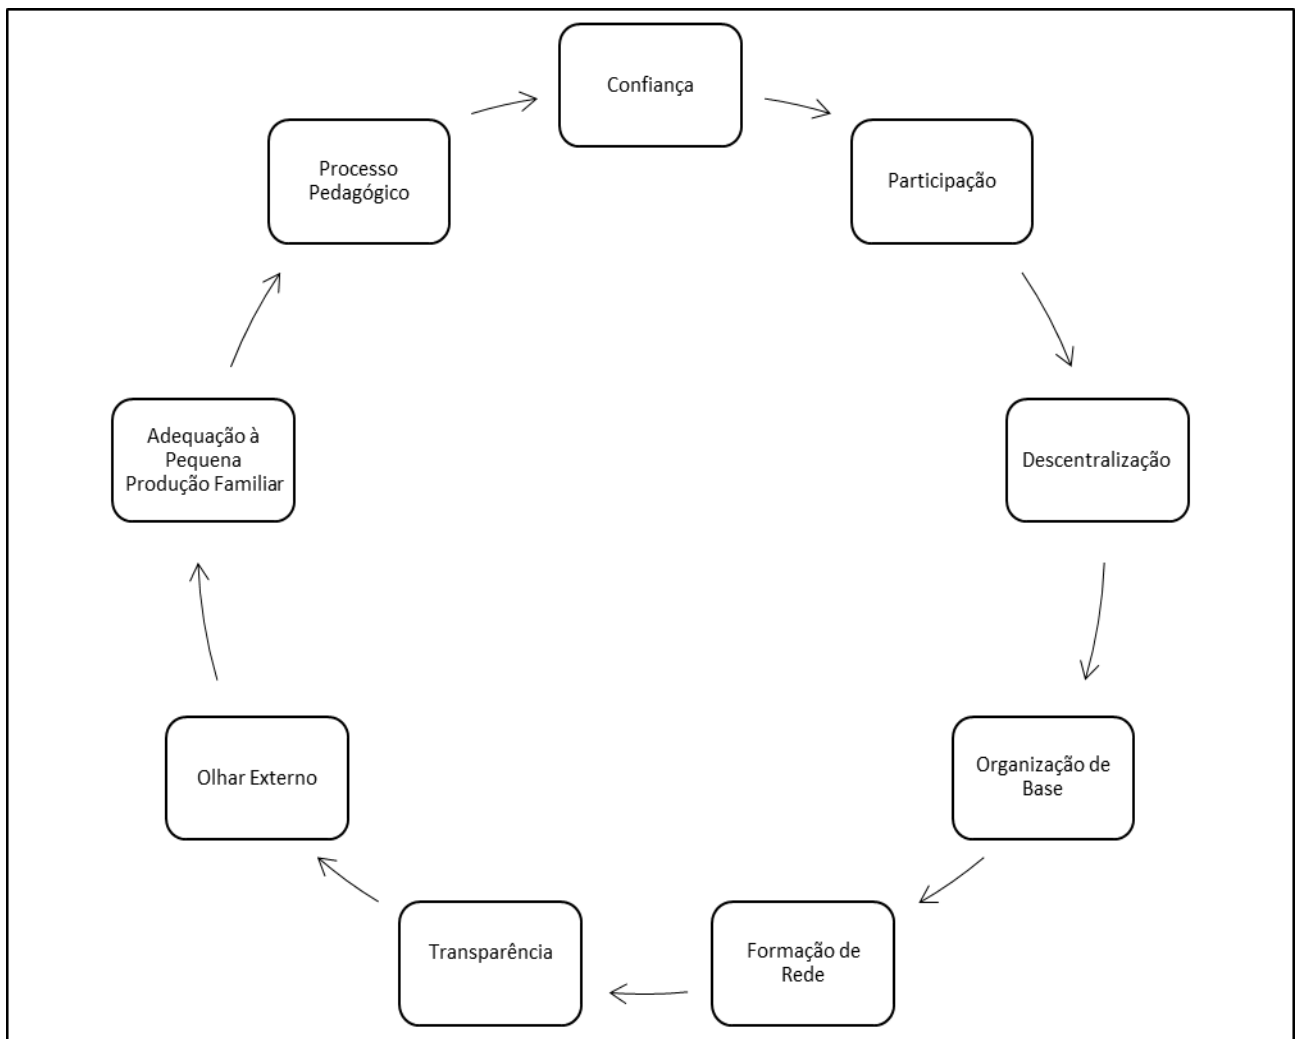 Confiança
Participação
Descentralização
Organização de
Base
Formação de
Rede
Transparência
Olhar Externo
Adequação à
Pequena
Produção Familiar
Processo
Pedagógico